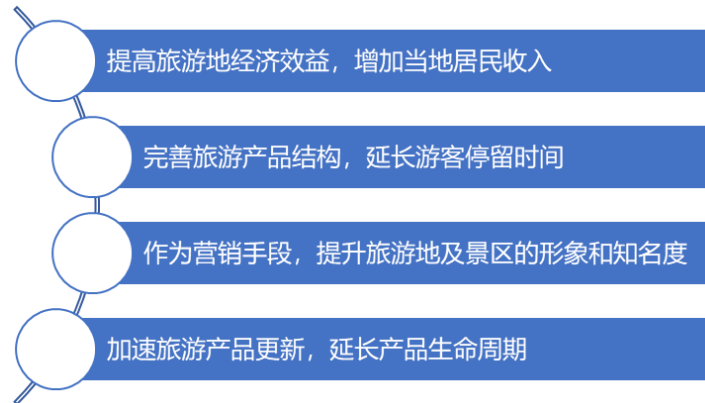 提高旅游地经济效益，增加当地居民收入
完善旅游产品结构，延长游客停留时间
作为营销手段，提升旅游地及景区的形象和知名度
加速旅游产品更新，延长产品生命周期